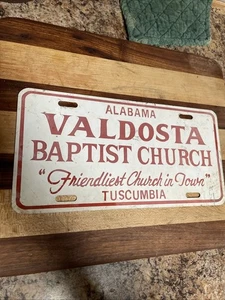 ALABAMA
VALDOSTA
BAPTIST CHURCH
"Friendliest Church in Town"
TUSCUMBIA